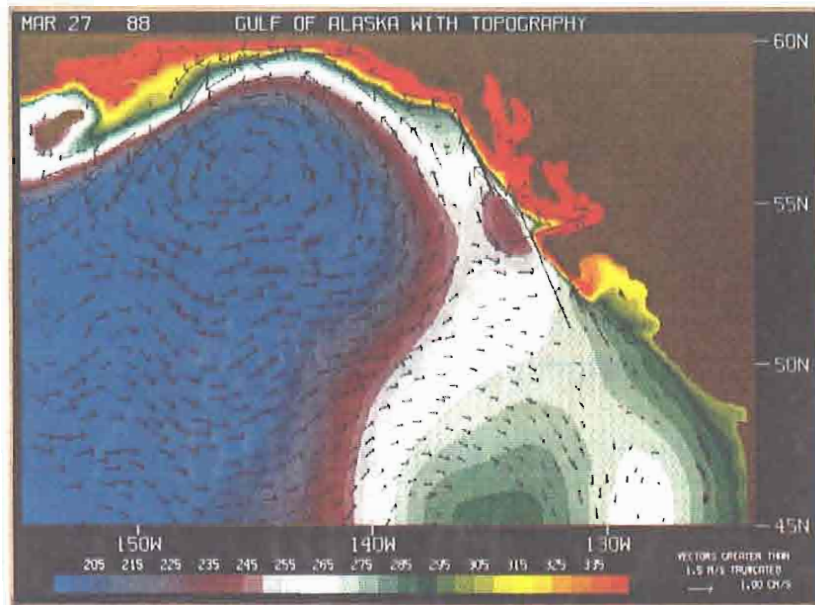 MAR 27 88 GULF OF ALASKA WITH TOPOGRAPHY
60N
55N
50N
45N
150W 140W 130W
205 215 225 235 245 255 265 275 285 295 305 315 325 335
VECTORS GREATER THAN
1.5 M/S TRUNCATED
1.00 CM/S